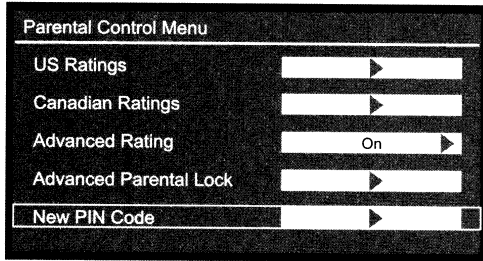 Parental Control Menu
US Ratings
Canadian Ratings
Advanced Rating On
Advanced Parental Lock
New PIN Code